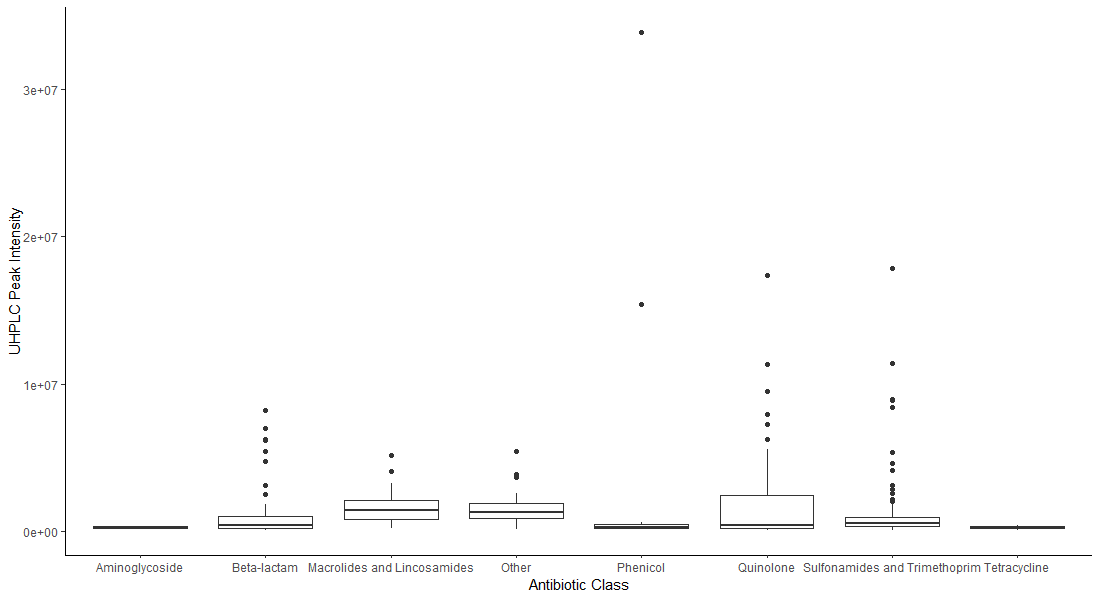 UHPLC Peak Intensity
3e+07
2e+07
1e+07
0e+00
Aminoglycoside
Beta-lactam
Macrolides and Lincosamides
Other
Phenicol
Quinolone
Sulfonamides and Trimethoprim
Tetracycline
Antibiotic Class